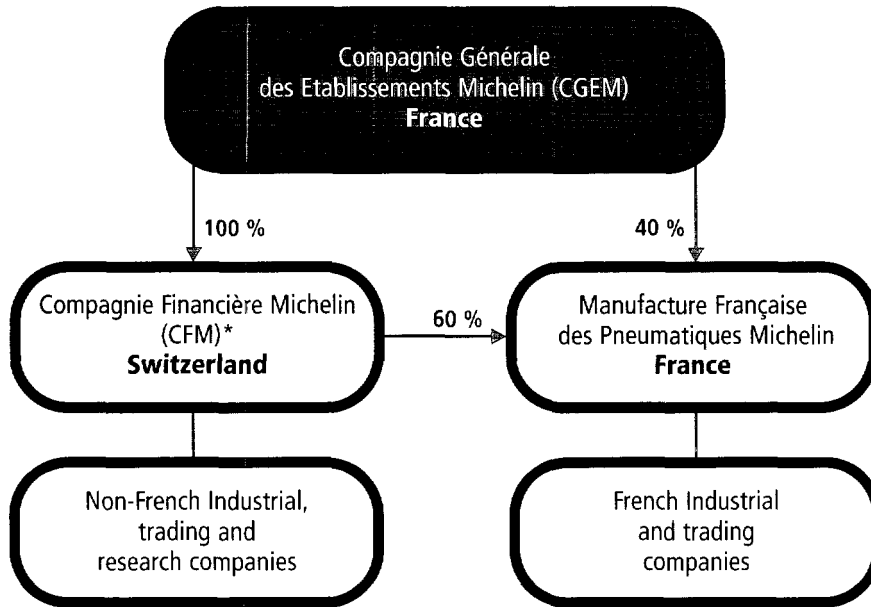 Compagnie Générale
des Etablissements Michelin (CGEM)
France
100 %
40 %
Compagnie Financière Michelin
(CFM)*
Switzerland
60 %
Manufacture Française
des Pneumatiques Michelin
France
Non-French Industrial,
trading and
research companies
French Industrial
and trading
companies